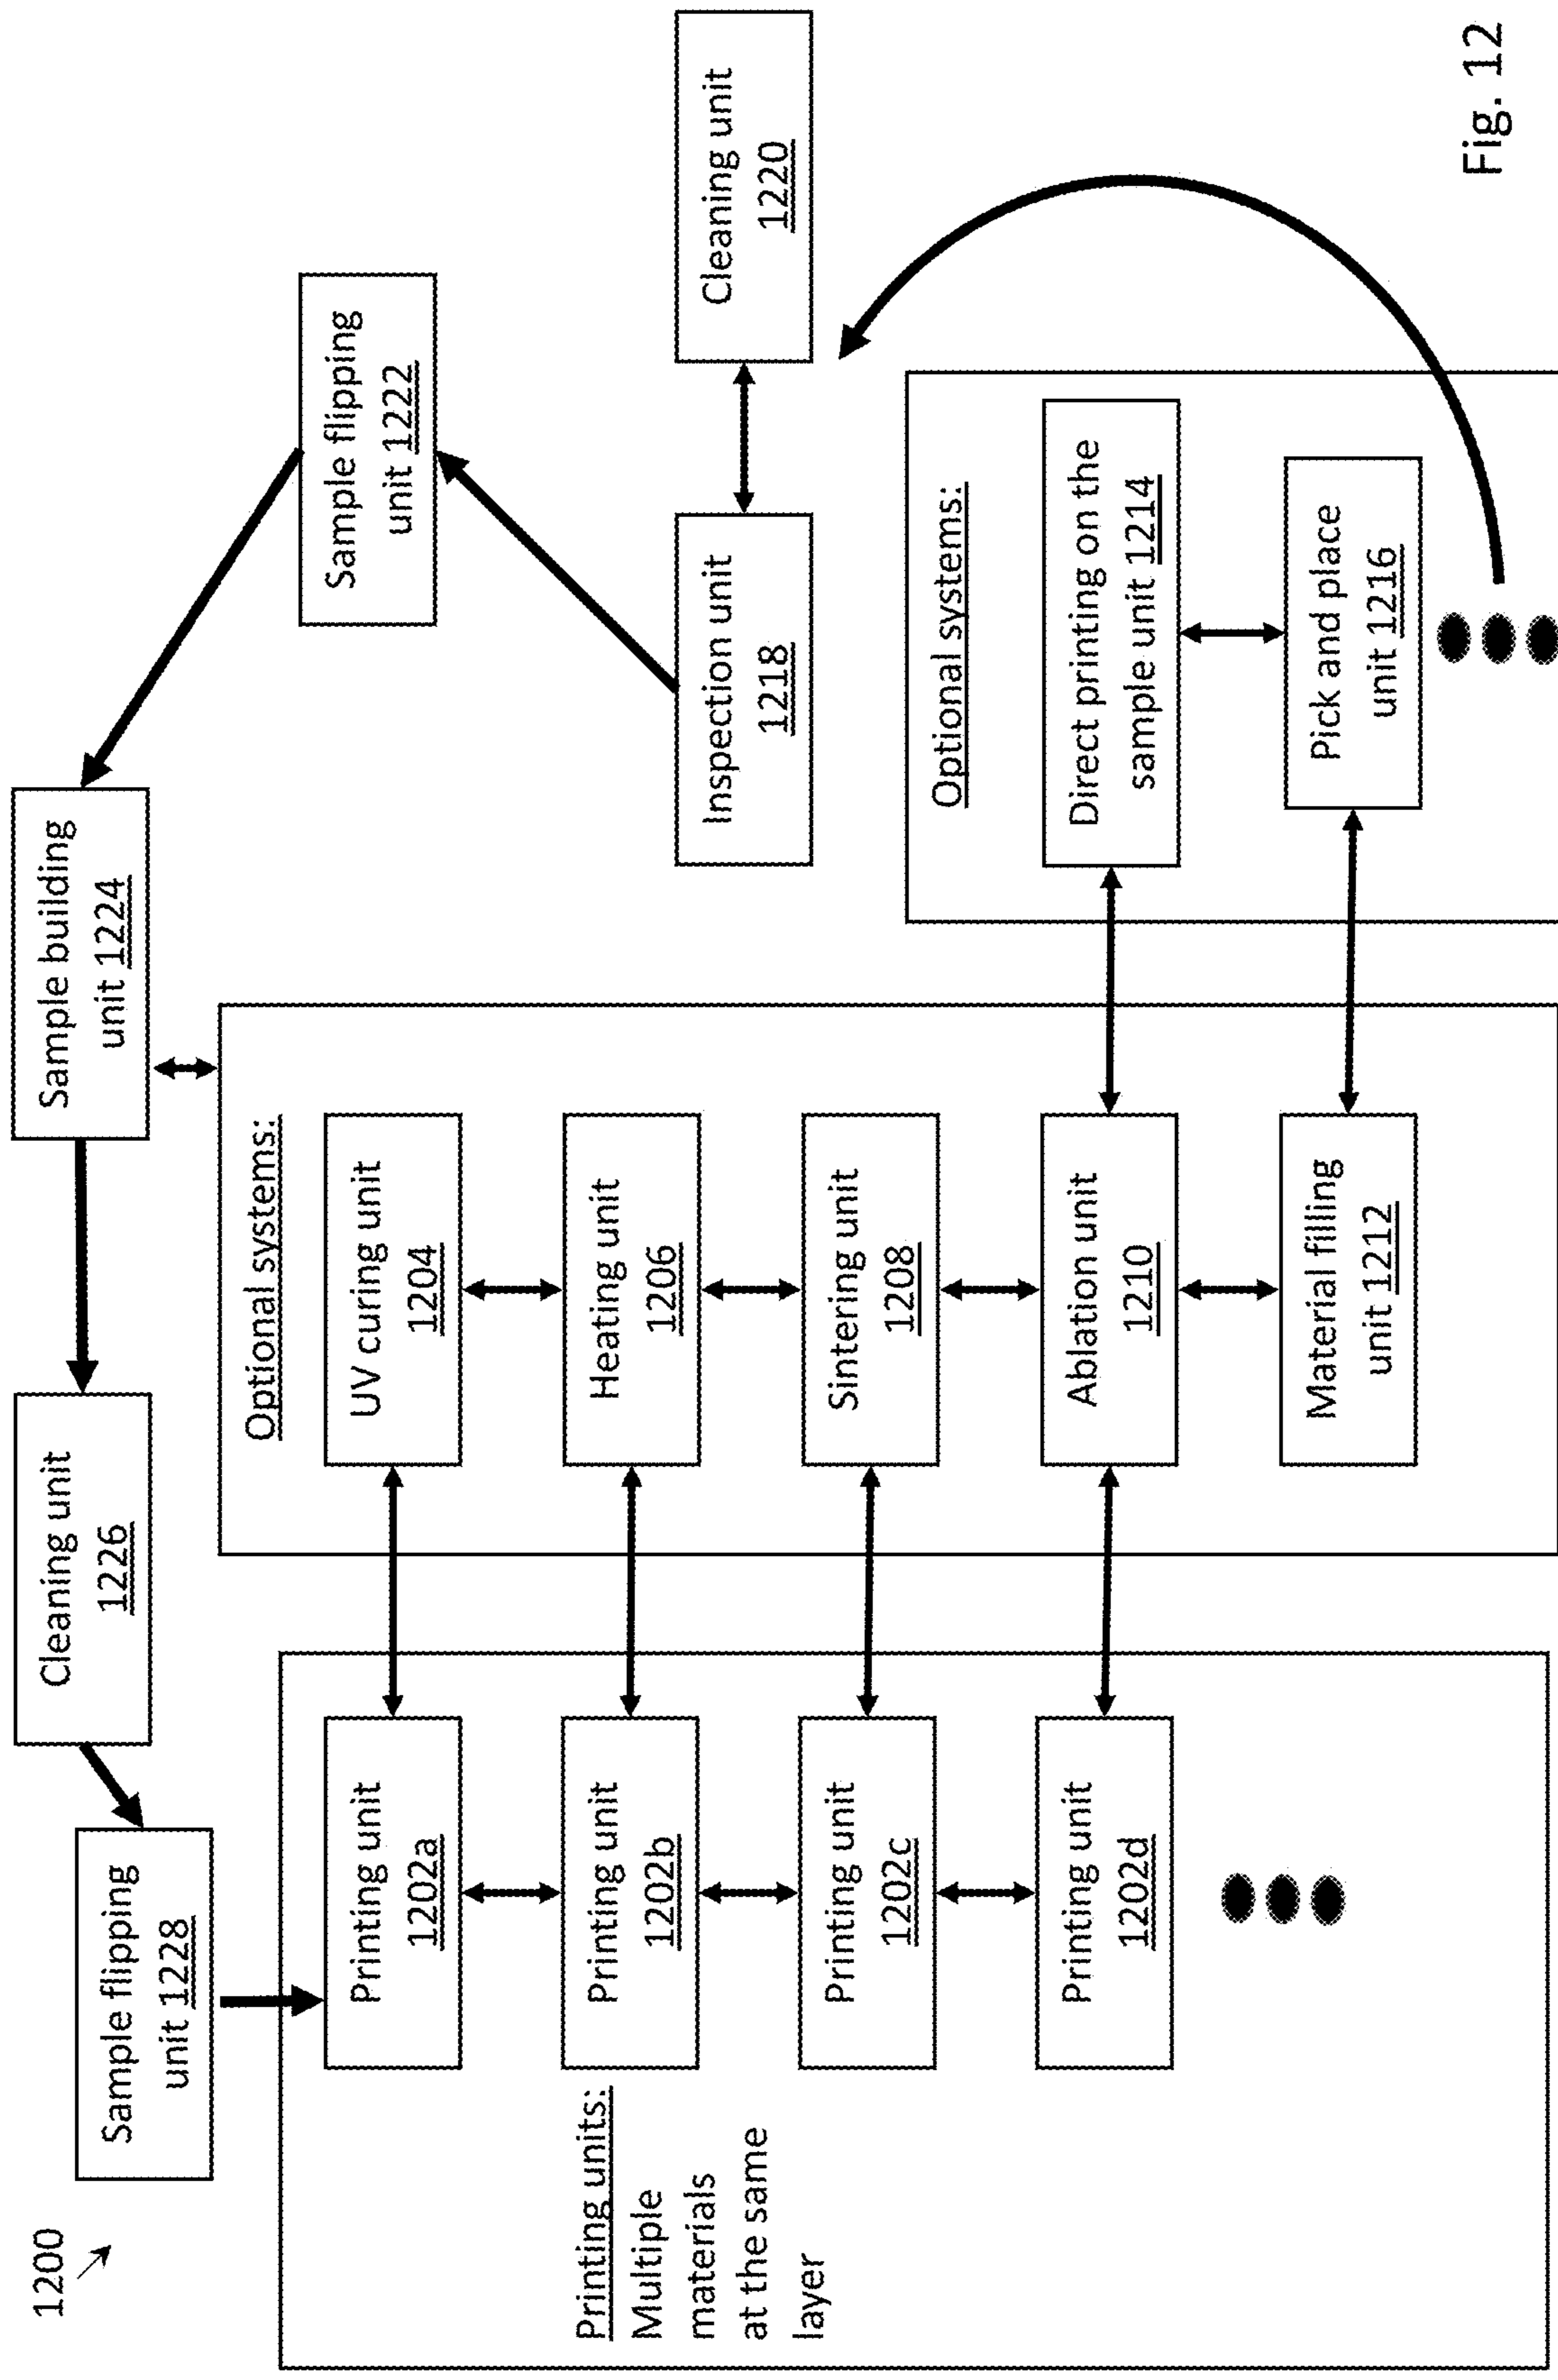 1200
Sample flipping
unit 1228
Cleaning unit
1226
Sample building
unit 1224
Sample flipping
unit 1222
Printing units:
Multiple
materials
at the same
layer
Printing unit
1202a
Printing unit
1202b
Printing unit
1202c
Printing unit
1202d
Optional systems:
UV curing unit
1204
Heating unit
1206
Sintering unit
1208
Ablation unit
1210
Material filling
unit 1212
Inspection unit
1218
Cleaning unit
1220
Optional systems:
Direct printing on the
sample unit 1214
Pick and place
unit 1216
Fig. 12